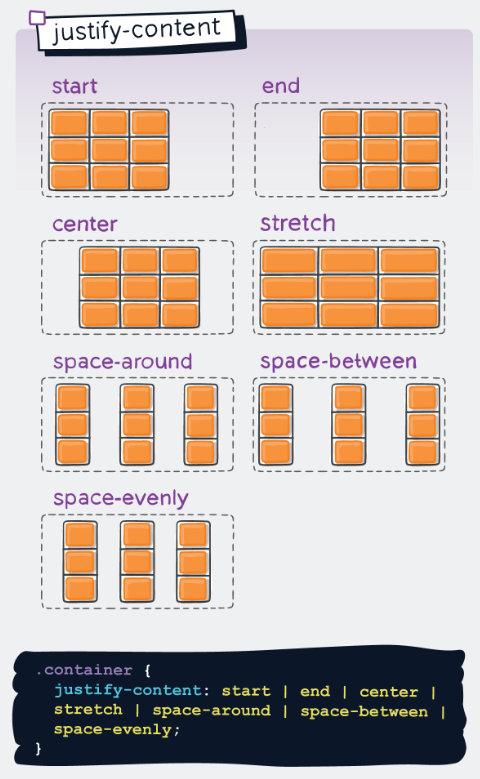 justify-content
start
end
center
stretch
space-around
space-between
space-evenly
.container {
justify-content: start | end | center |
stretch | space-around | space-between |
space-evenly;
}